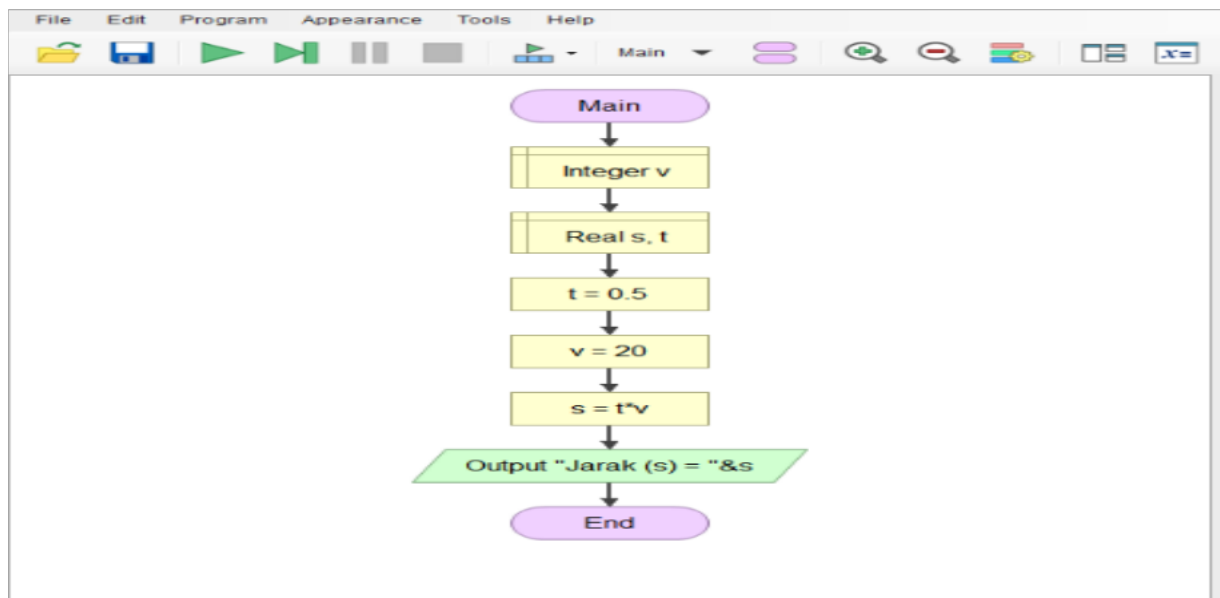 File Edit Program Appearance Tools Help
Main
x=
Main
Integer v
Real s, t
t = 0.5
v = 20
s = t*v
Output "Jarak (s) = "&s
End